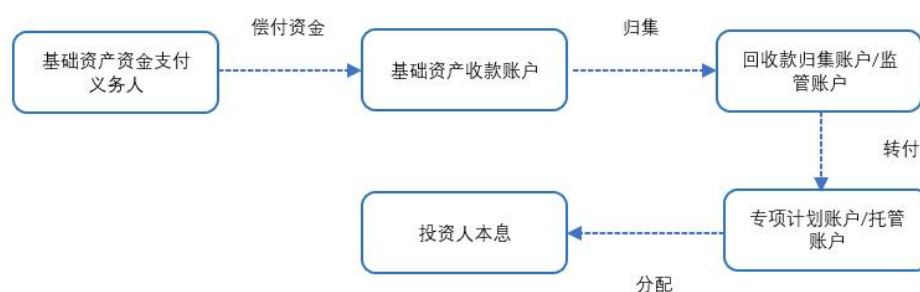 偿付资金
归集
基础资产资金支付
义务人
基础资产收款账户
回收款归集账户/监
管账户
转付
投资人本息
专项计划账户/托管
账户
分配